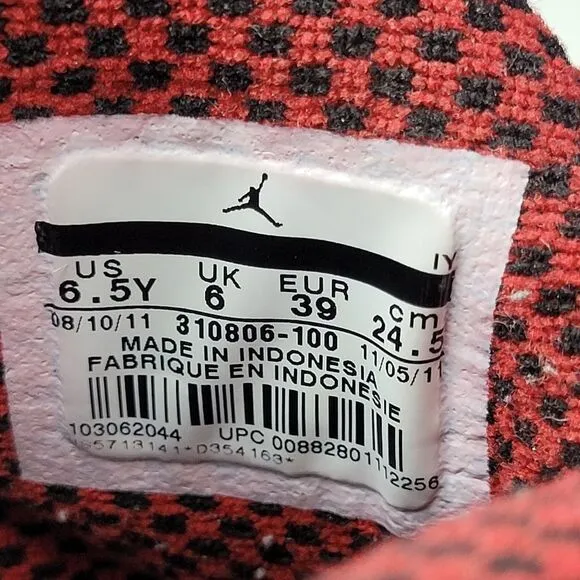 IY
US UK EUR cm
6.5Y 6 39 24.5
08/10/11 310806-100 11/05/11
MADE IN INDONESIA
FABRIQUE EN INDONESIE
103062044 UPC 00882801112256